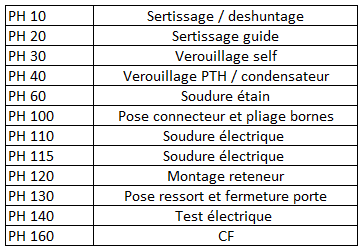 PH 10 Sertissage / deshuntage
PH 20 Sertissage guide
PH 30 Verouillage self
PH 40 Verouillage PTH / condensateur
PH 60 Soudure étain
PH 100 Pose connecteur et pliage bornes
PH 110 Soudure électrique
PH 115 Soudure électrique
PH 120 Montage reteneur
PH 130 Pose ressort et fermeture porte
PH 140 Test électrique
PH 160 CF